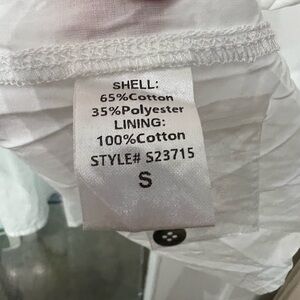 SHELL:
65%Cotton
35%Polyester
LINING:
100%Cotton
STYLE# S23715
S